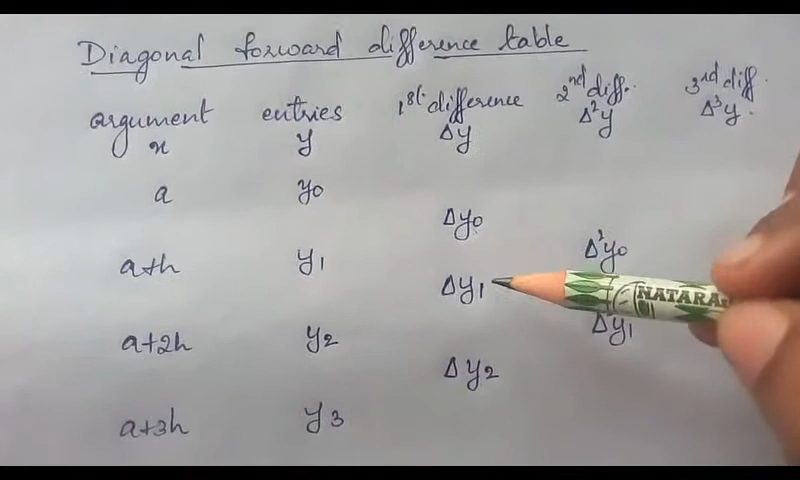 Diagonal forward difference table
argument entries 1st difference 2nd diff. 3rd diff.
x y Δy Δ²y Δ³y.
a y0
Δy0
a+h y1 Δ²y0
Δy1
NATARA
a+2h y2 Δ²y1
Δy2
a+3h y3